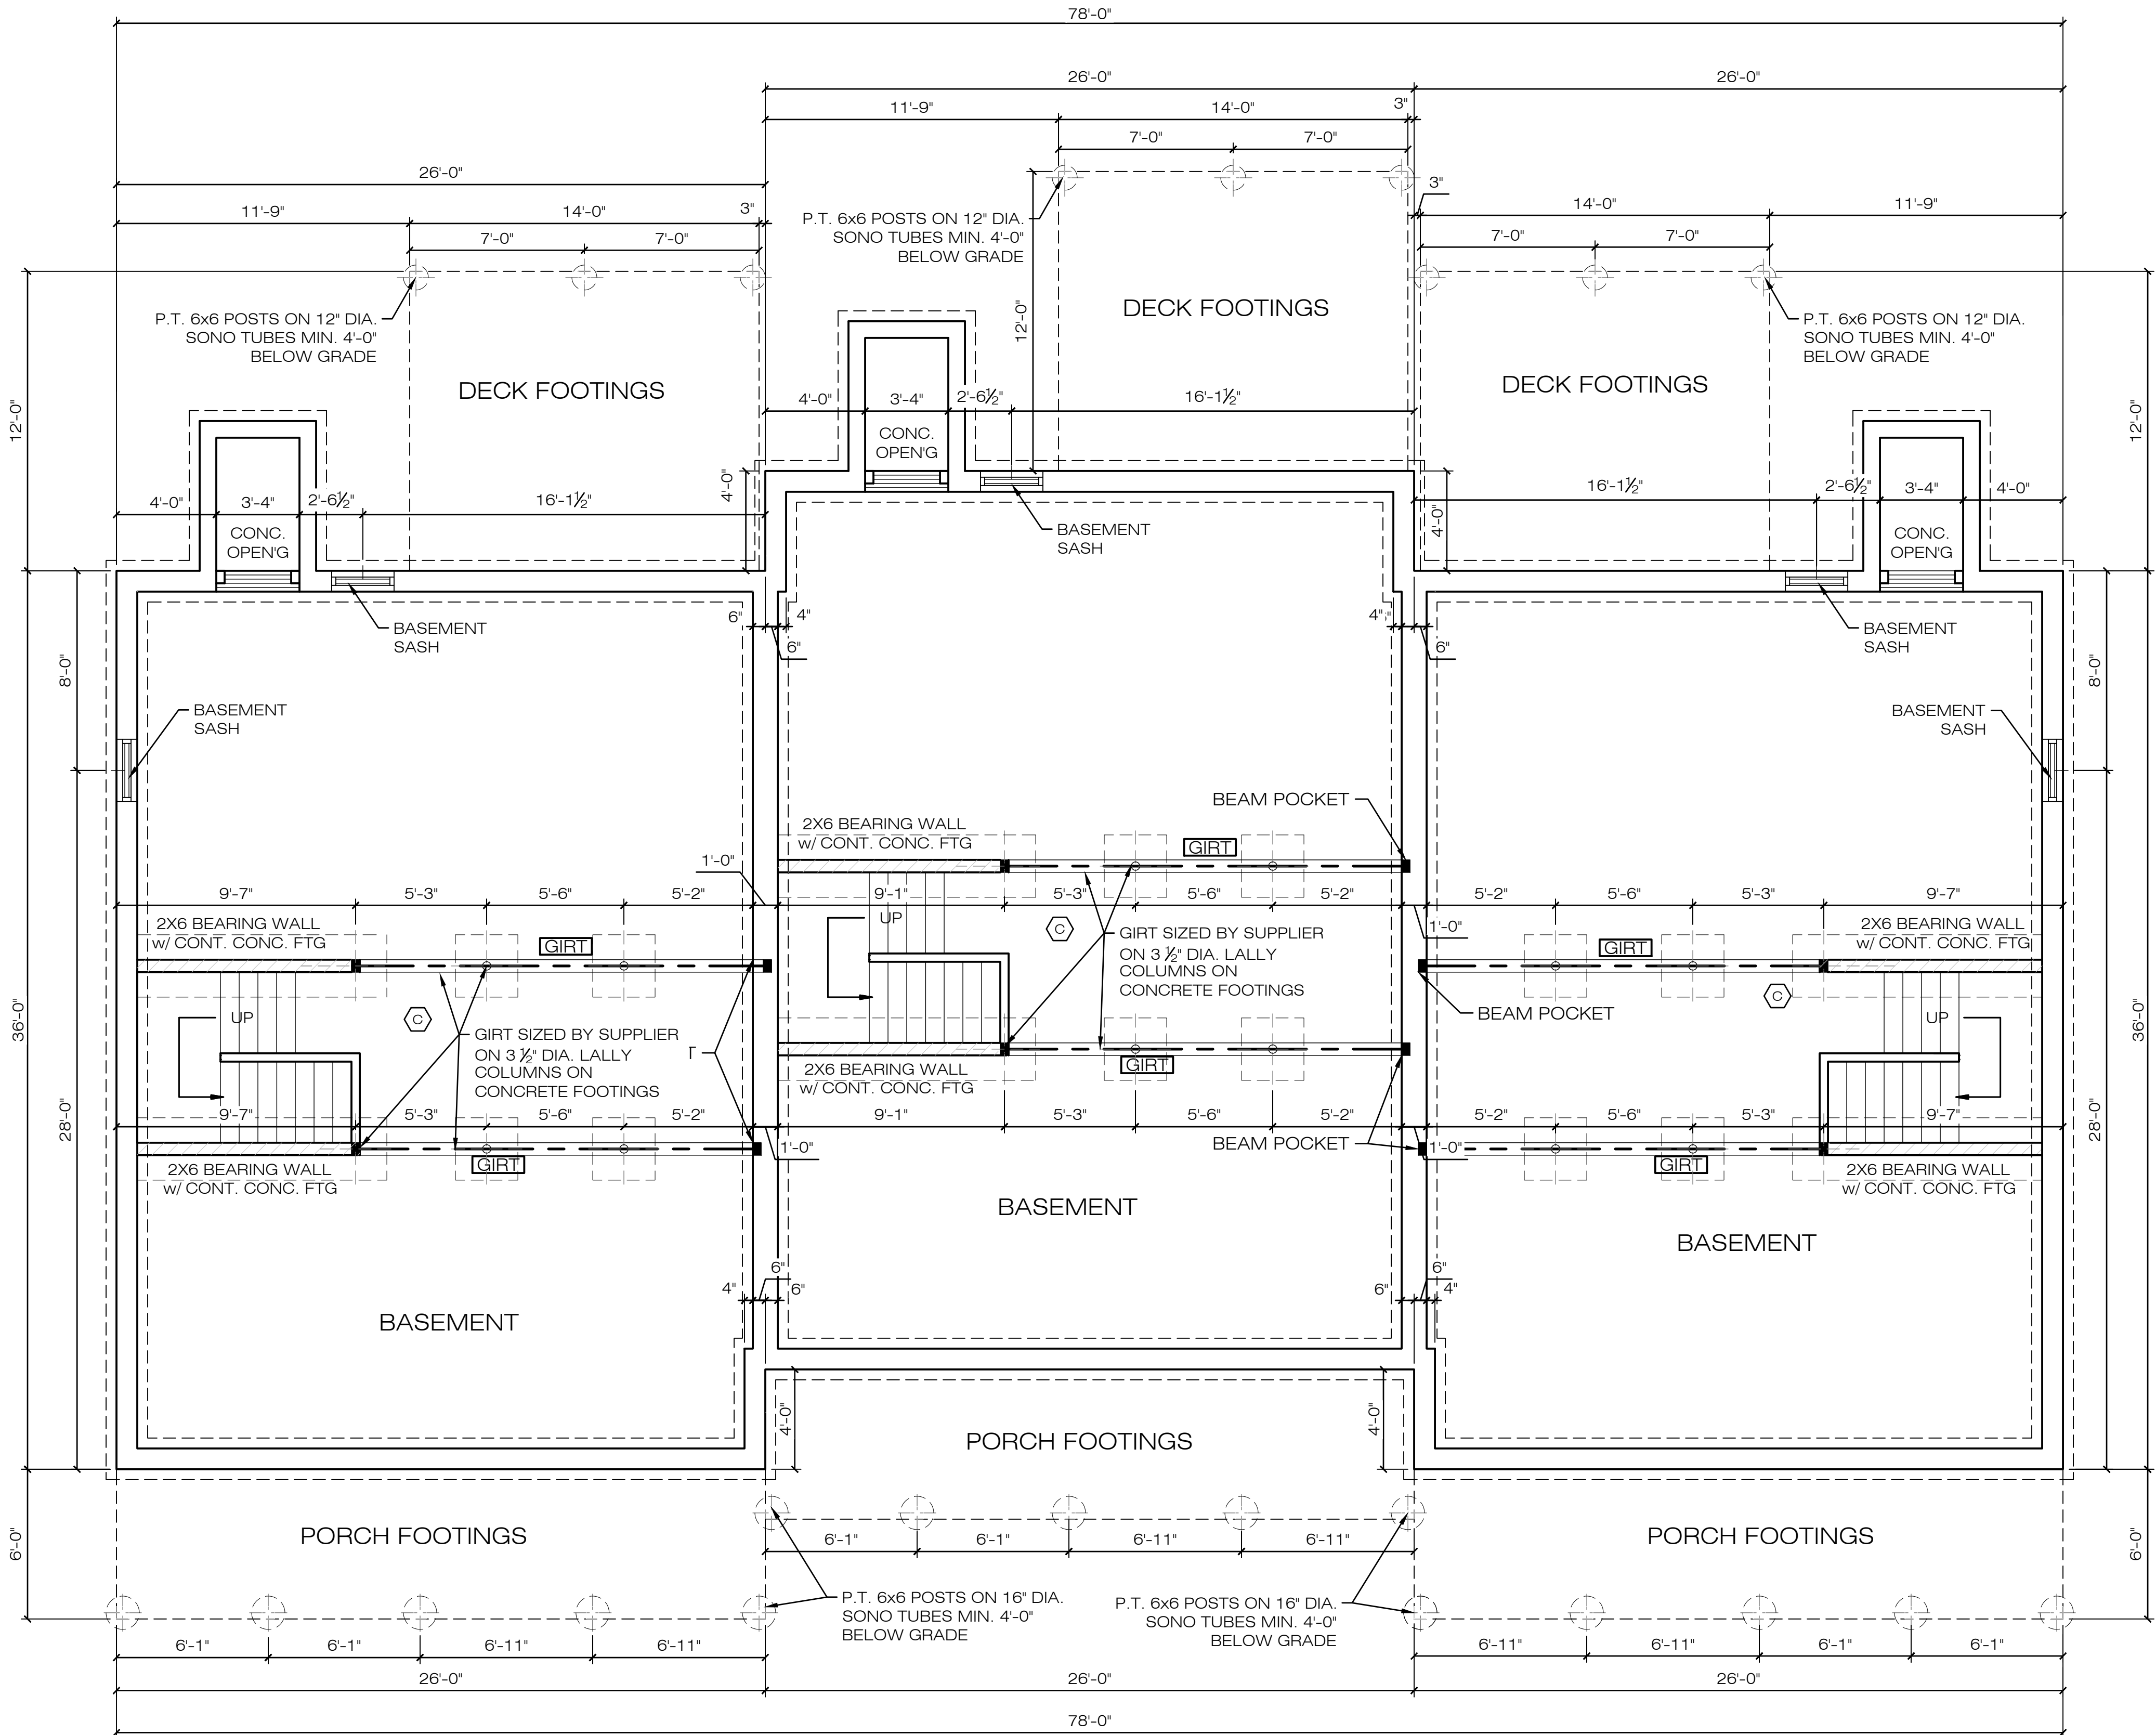 78'-0"
26'-0"
26'-0"
11'-9"
14'-0"
3"
7'-0"
7'-0"
26'-0"
3"
11'-9"
14'-0"
3"
14'-0"
11'-9"
P.T. 6x6 POSTS ON 12" DIA.
SONO TUBES MIN. 4'-0"
BELOW GRADE
7'-0"
7'-0"
7'-0"
7'-0"
P.T. 6x6 POSTS ON 12" DIA.
SONO TUBES MIN. 4'-0"
BELOW GRADE
DECK FOOTINGS
12'-0"
P.T. 6x6 POSTS ON 12" DIA.
SONO TUBES MIN. 4'-0"
BELOW GRADE
DECK FOOTINGS
DECK FOOTINGS
12'-0"
12'-0"
4'-0"
3'-4"
2'-6½"
16'-1½"
CONC.
OPEN'G
4'-0"
3'-4"
2'-6½"
16'-1½"
4'-0"
16'-1½"
2'-6½"
3'-4"
4'-0"
4'-0"
CONC.
OPEN'G
BASEMENT
SASH
CONC.
OPEN'G
BASEMENT
SASH
6"
4"
6"
4"
6"
BASEMENT
SASH
8'-0"
8'-0"
BASEMENT
SASH
BASEMENT
SASH
BEAM POCKET
2X6 BEARING WALL
w/ CONT. CONC. FTG
GIRT
1'-0"
9'-7"
5'-3"
5'-6"
5'-2"
9'-1"
5'-3"
5'-6"
5'-2"
5'-2"
5'-6"
5'-3"
9'-7"
2X6 BEARING WALL
w/ CONT. CONC. FTG
GIRT
UP
C
GIRT SIZED BY SUPPLIER
ON 3 ½" DIA. LALLY
COLUMNS ON
CONCRETE FOOTINGS
1'-0"
GIRT
2X6 BEARING WALL
w/ CONT. CONC. FTG
C
UP
GIRT SIZED BY SUPPLIER
ON 3 ½" DIA. LALLY
COLUMNS ON
CONCRETE FOOTINGS
C
BEAM POCKET
UP
36'-0"
36'-0"
28'-0"
28'-0"
GIRT
2X6 BEARING WALL
w/ CONT. CONC. FTG
9'-7"
5'-3"
5'-6"
5'-2"
9'-1"
5'-3"
5'-6"
5'-2"
5'-2"
5'-6"
5'-3"
9'-7"
1'-0"
BEAM POCKET
1'-0"
2X6 BEARING WALL
w/ CONT. CONC. FTG
GIRT
GIRT
2X6 BEARING WALL
w/ CONT. CONC. FTG
BASEMENT
BASEMENT
BASEMENT
4"
6"
6"
6"
6"
4"
4'-0"
4'-0"
PORCH FOOTINGS
PORCH FOOTINGS
PORCH FOOTINGS
6'-0"
6'-0"
6'-1"
6'-1"
6'-11"
6'-11"
P.T. 6x6 POSTS ON 16" DIA.
SONO TUBES MIN. 4'-0"
BELOW GRADE
P.T. 6x6 POSTS ON 16" DIA.
SONO TUBES MIN. 4'-0"
BELOW GRADE
6'-1"
6'-1"
6'-11"
6'-11"
6'-11"
6'-11"
6'-1"
6'-1"
26'-0"
26'-0"
26'-0"
78'-0"